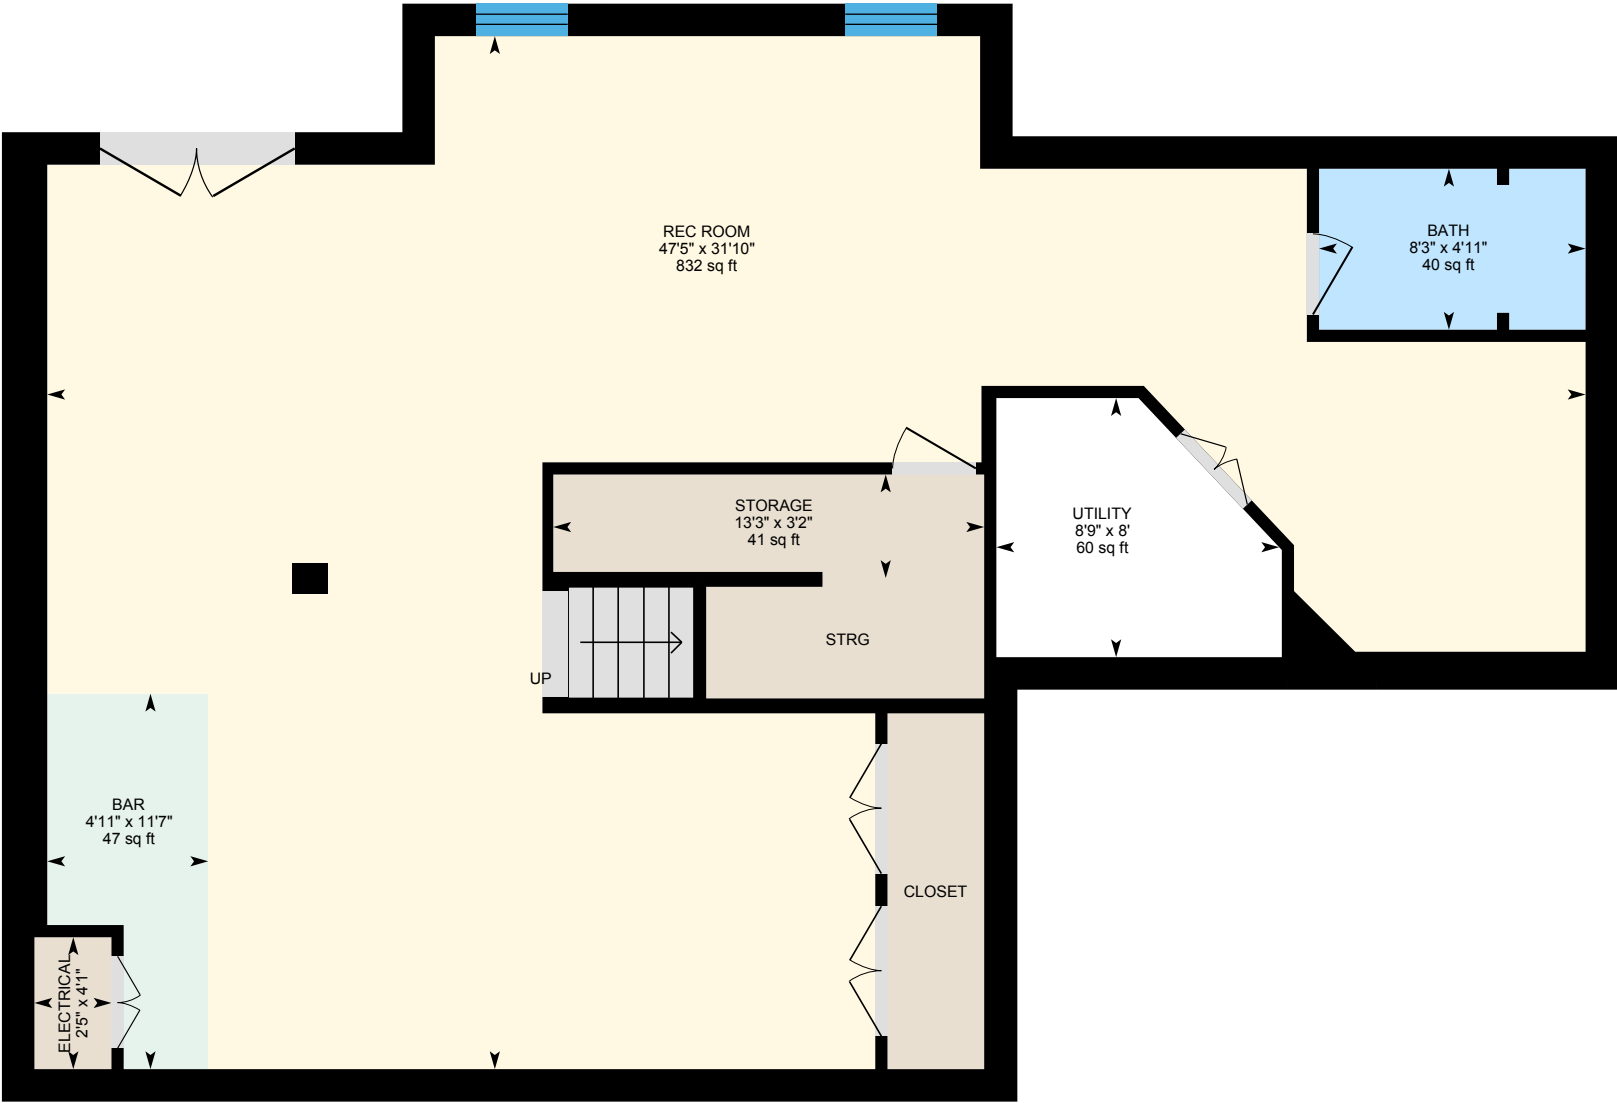 REC ROOM
47'5" x 31'10"
832 sq ft
BATH
8'3" x 4'11"
40 sq ft
STORAGE
13'3" x 3'2"
41 sq ft
UTILITY
8'9" x 8'
60 sq ft
STRG
UP
BAR
4'11" x 11'7"
47 sq ft
CLOSET
ELECTRICAL
2'5" x 4'1"